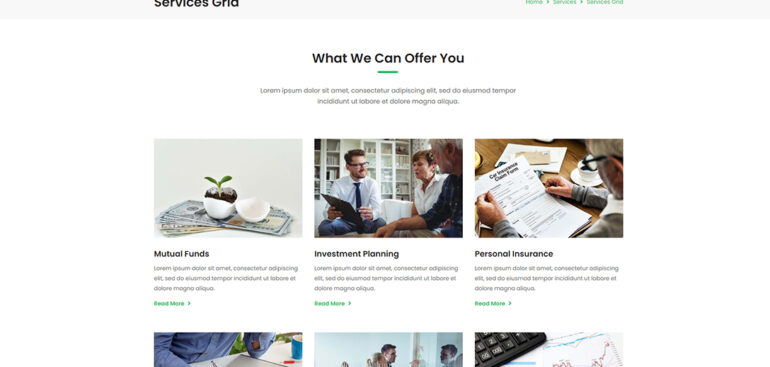 Services Grid
Home > Services > Services Grid
What We Can Offer You
Lorem ipsum dolor sit amet, consectetur adipiscing elit, sed do eiusmod tempor
incididunt ut labore et dolore magna aliqua.
Car Insurance
Claim Form
Mutual Funds
Lorem ipsum dolor sit amet, consectetur adipiscing
elit, sed do eiusmod tempor incididunt ut labore et
dolore magna aliqua.
Read More >
Investment Planning
Lorem ipsum dolor sit amet, consectetur adipiscing
elit, sed do eiusmod tempor incididunt ut labore et
dolore magna aliqua.
Read More >
Personal Insurance
Lorem ipsum dolor sit amet, consectetur adipiscing
elit, sed do eiusmod tempor incididunt ut labore et
dolore magna aliqua.
Read More >